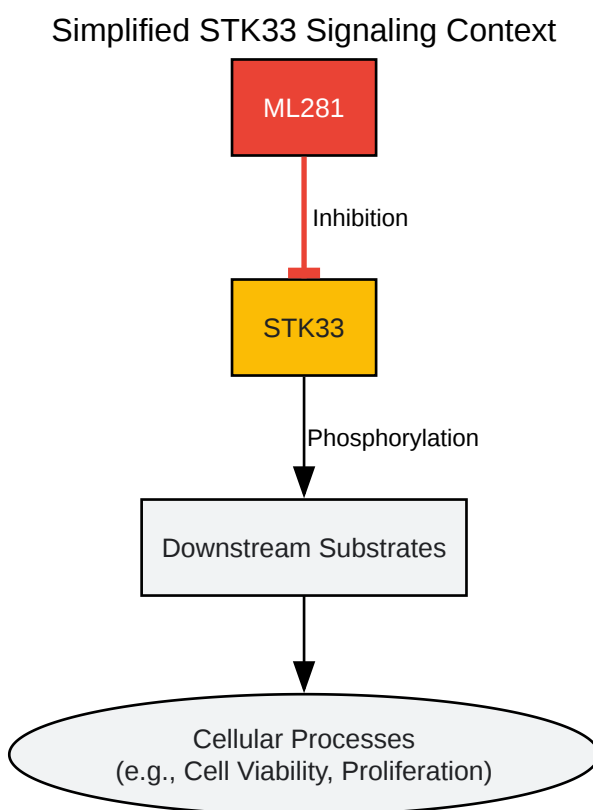 Simplified STK33 Signaling Context
ML281
Inhibition
STK33
Phosphorylation
Downstream Substrates
Cellular Processes
(e.g., Cell Viability, Proliferation)